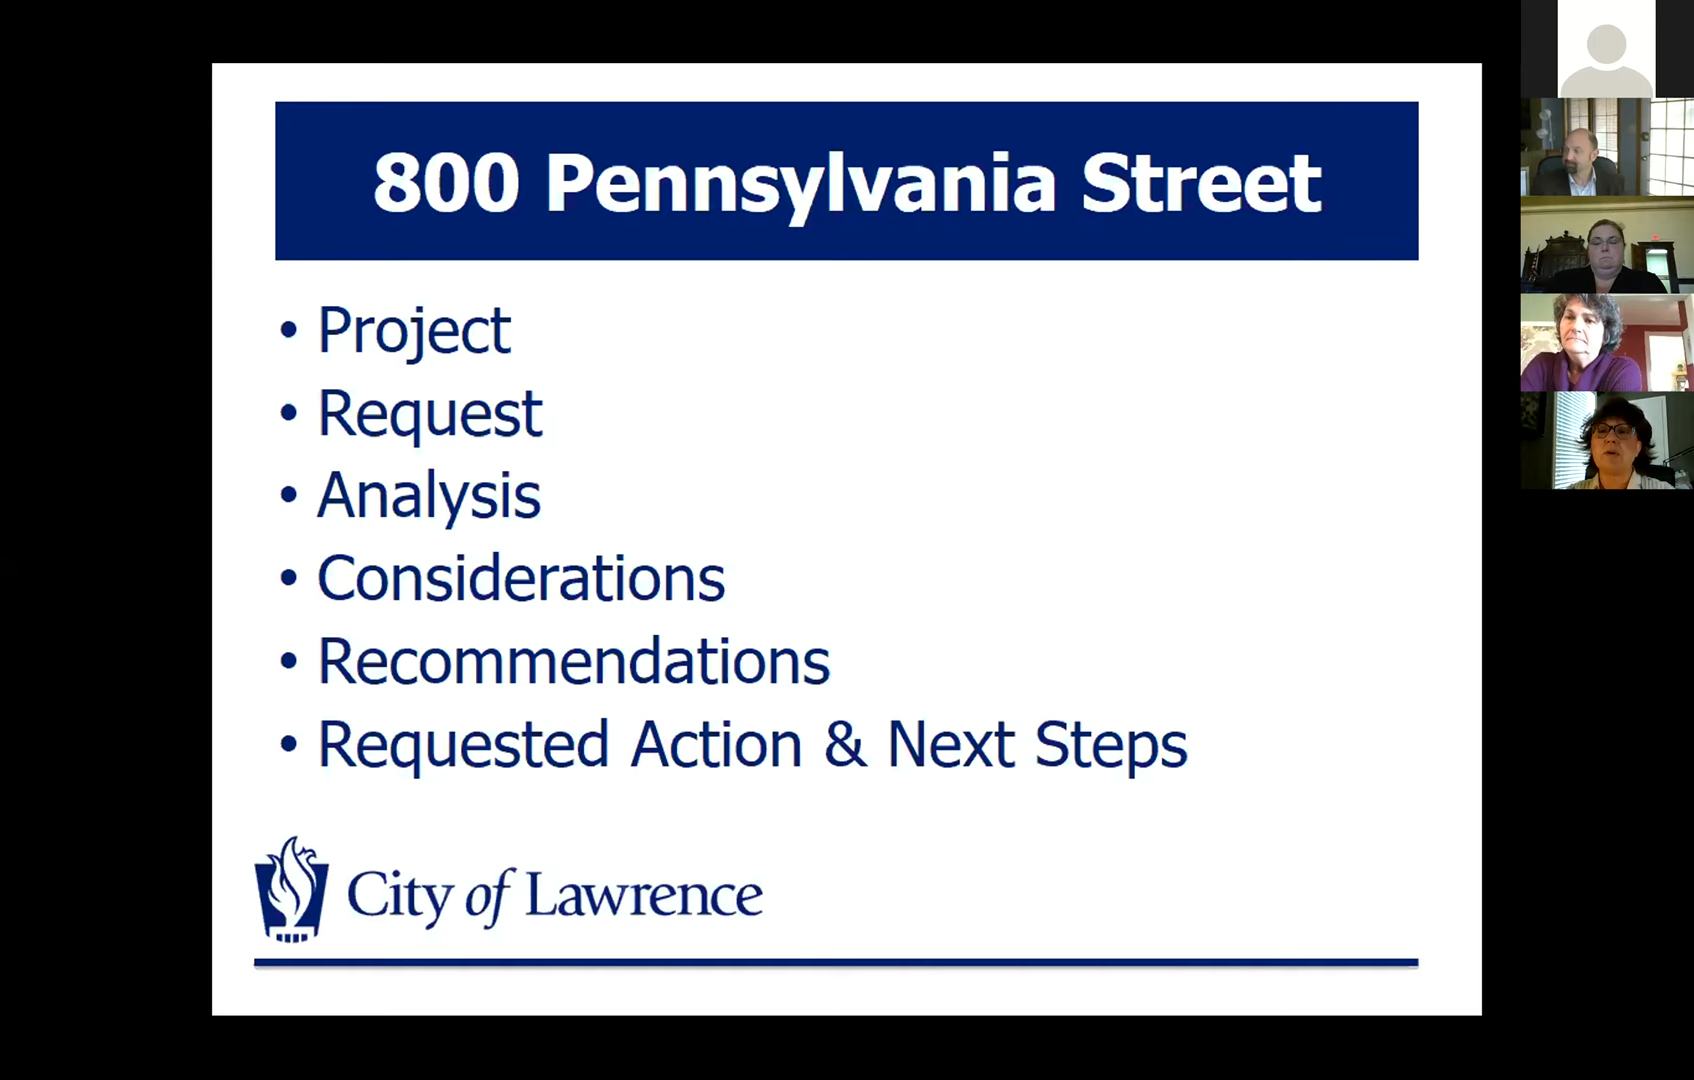 800 Pennsylvania Street
• Project
• Request
• Analysis
• Considerations
• Recommendations
• Requested Action & Next Steps
City of Lawrence